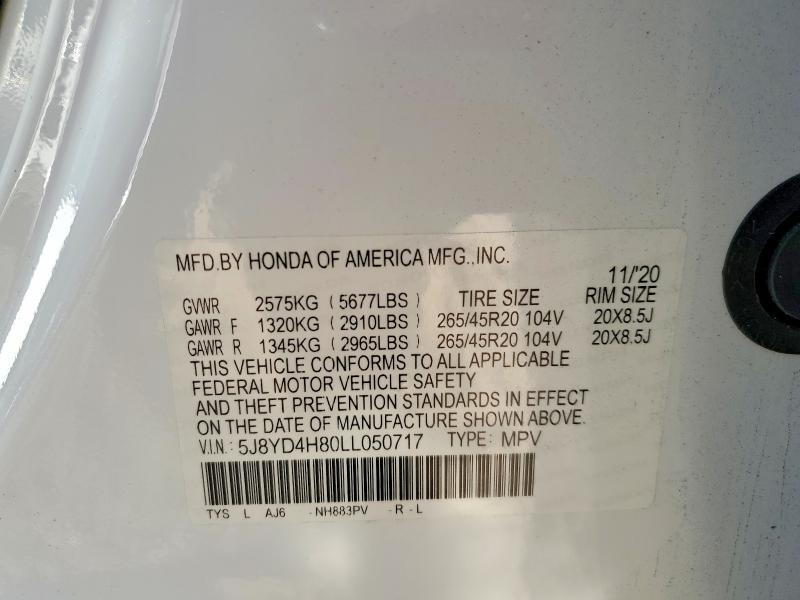 MFD. BY HONDA OF AMERICA MFG., INC.
11/'20
GVWR 2575KG (5677LBS) TIRE SIZE RIM SIZE
GAWR F 1320KG (2910LBS) 265/45R20 104V 20X8.5J
GAWR R 1345KG (2965LBS) 265/45R20 104V 20X8.5J
THIS VEHICLE CONFORMS TO ALL APPLICABLE
FEDERAL MOTOR VEHICLE SAFETY
AND THEFT PREVENTION STANDARDS IN EFFECT
ON THE DATE OF MANUFACTURE SHOWN ABOVE.
V.I.N.: 5J8YD4H80LL050717 TYPE: MPV
TYS L AJ6 -NH883PV -R-L